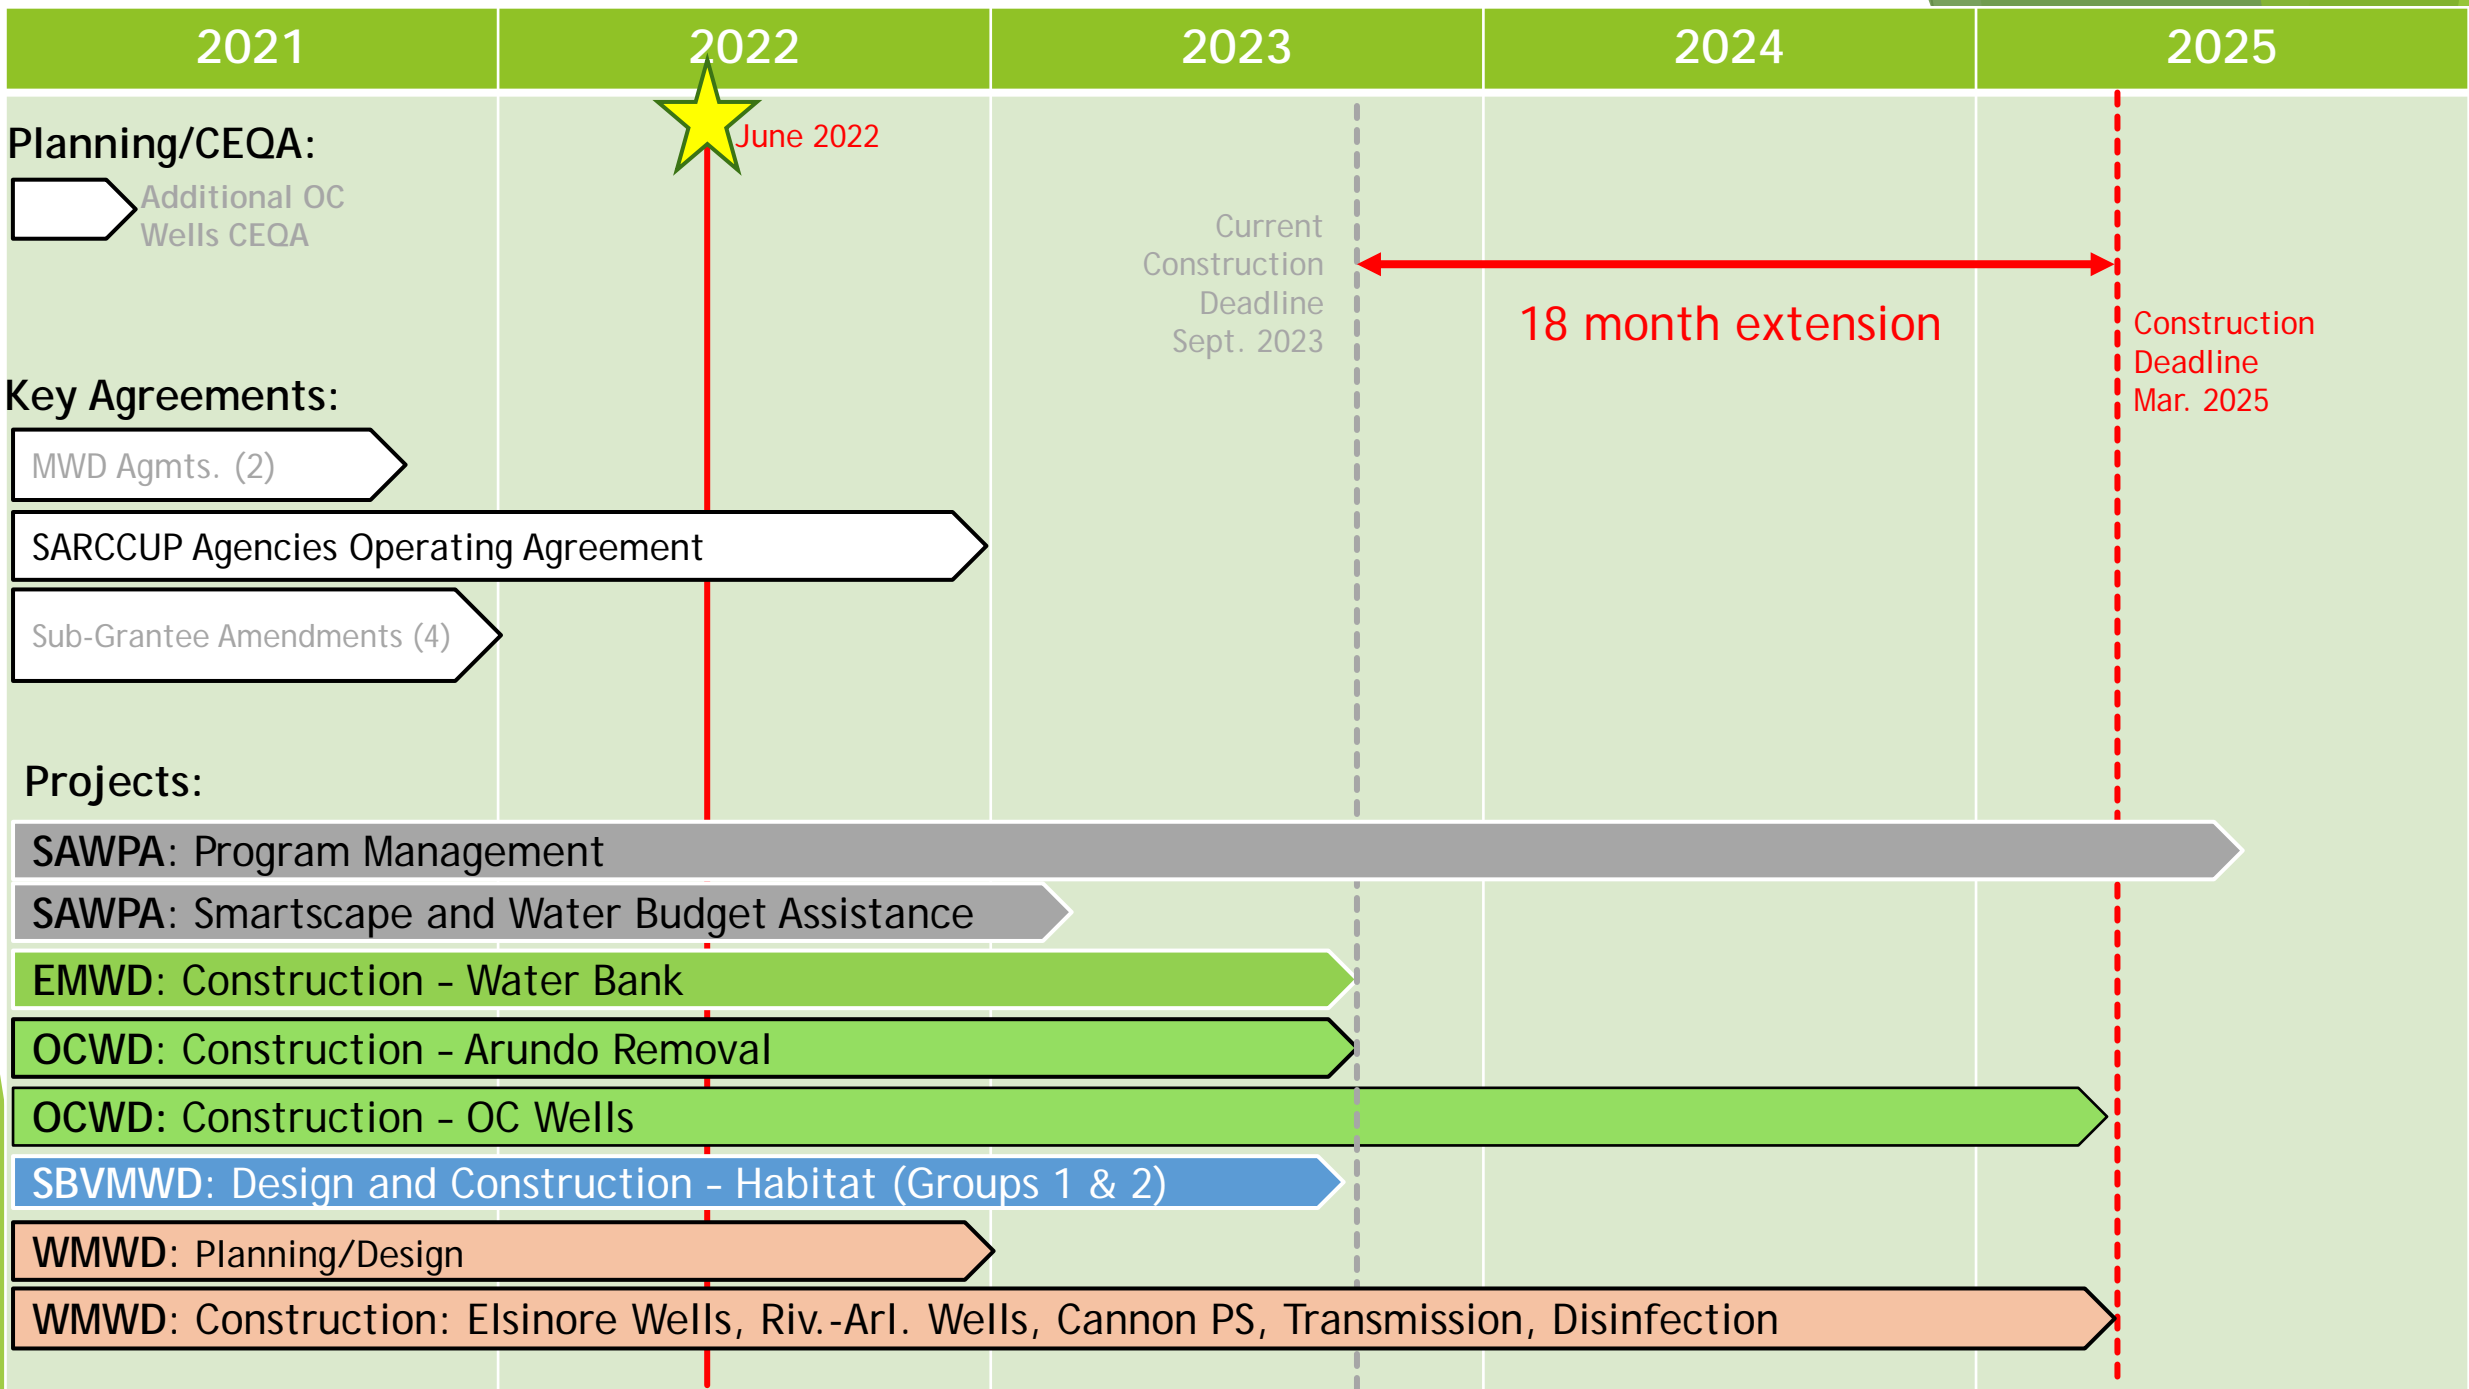 2021
2022
2023
2024
2025
June 2022
Planning/CEQA:
Additional OC
Wells CEQA
Current
Construction
Deadline
Sept. 2023
18 month extension
Construction
Deadline
Mar. 2025
Key Agreements:
MWD Agmts. (2)
SARCCUP Agencies Operating Agreement
Sub-Grantee Amendments (4)
Projects:
SAWPA: Program Management
SAWPA: Smartscape and Water Budget Assistance
EMWD: Construction – Water Bank
OCWD: Construction – Arundo Removal
OCWD: Construction – OC Wells
SBVMWD: Design and Construction – Habitat (Groups 1 & 2)
WMWD: Planning/Design
WMWD: Construction: Elsinore Wells, Riv.-Arl. Wells, Cannon PS, Transmission, Disinfection